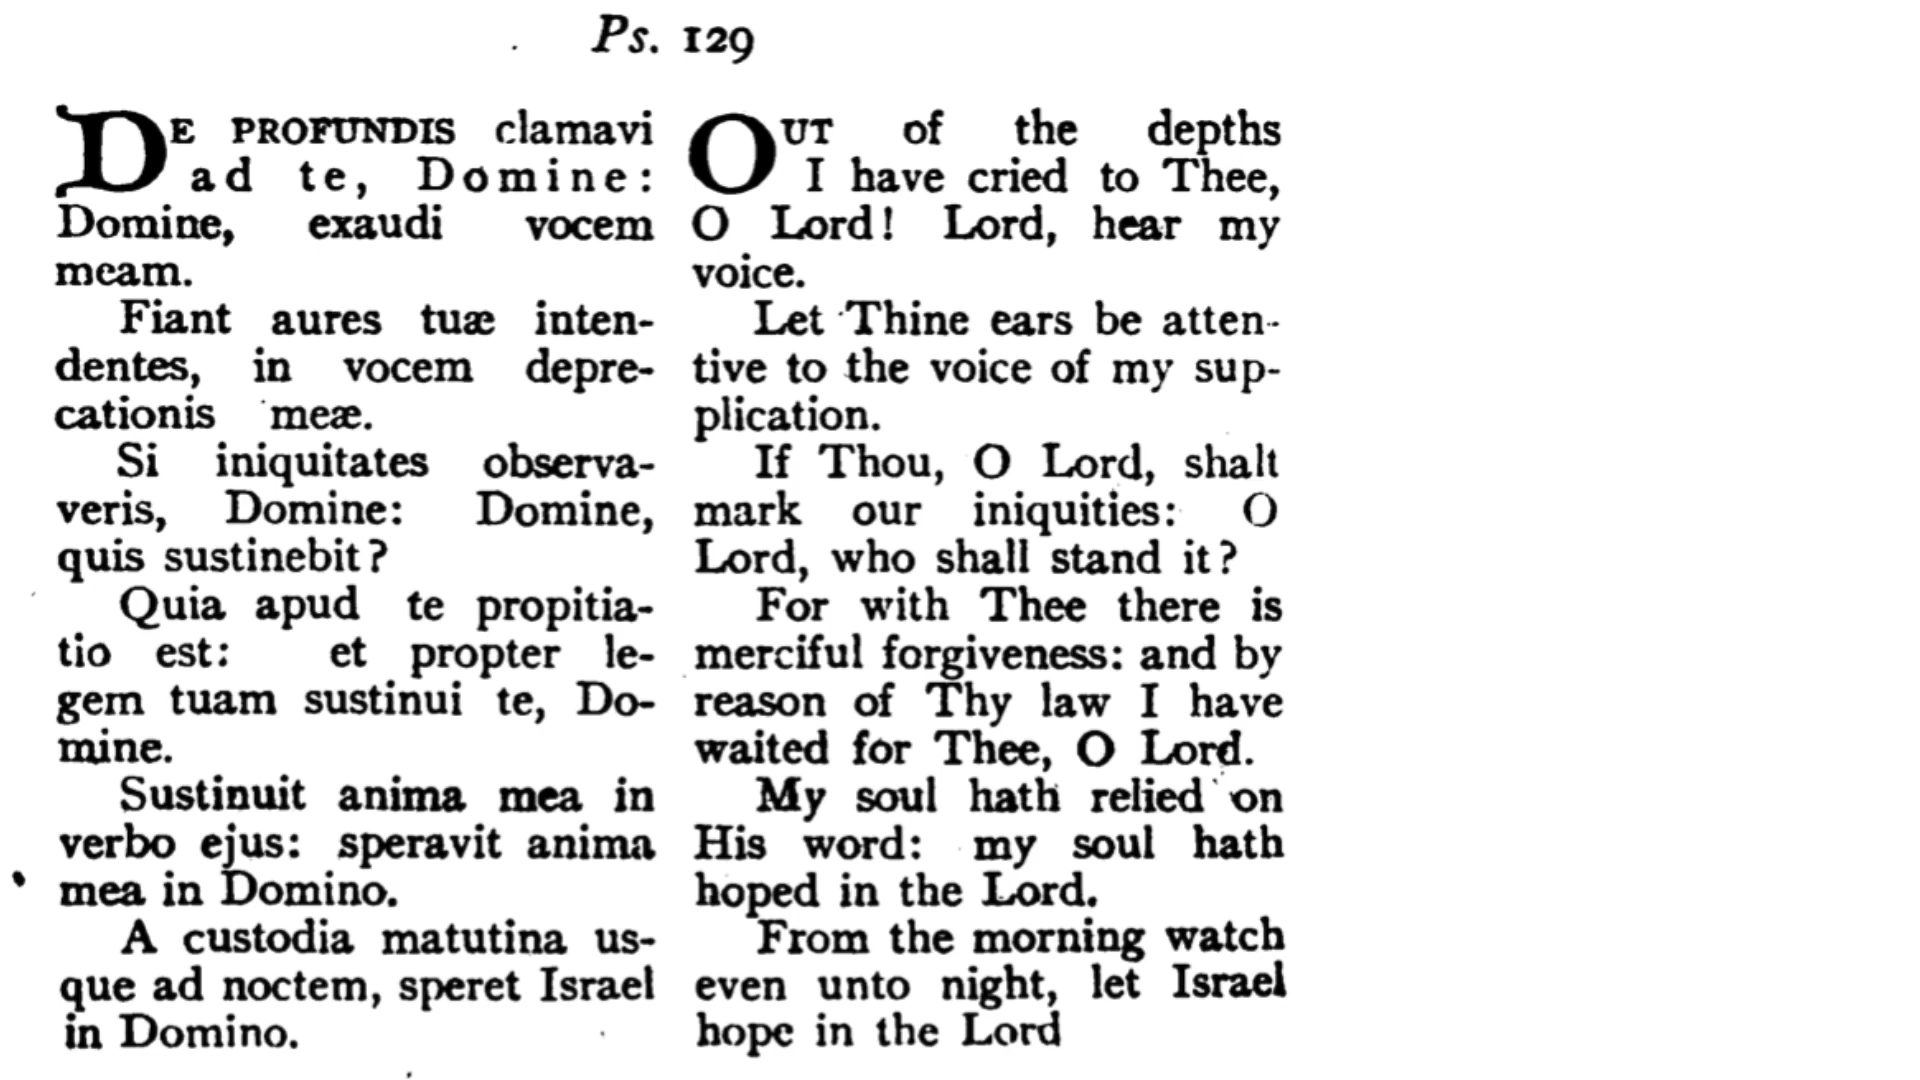 Ps. 129
DE PROFUNDIS clamavi
ad te, Domine:
Domine, exaudi vocem
meam.
Fiant aures tuæ inten-
dentes, in vocem depre-
cationis meæ.
Si iniquitates observa-
veris, Domine: Domine,
quis sustinebit?
Quia apud te propitia-
tio est: et propter le-
gem tuam sustinui te, Do-
mine.
Sustinuit anima mea in
verbo ejus: speravit anima
mea in Domino.
A custodia matutina us-
que ad noctem, speret Israel
in Domino.
OUT of the depths
I have cried to Thee,
O Lord! Lord, hear my
voice.
Let Thine ears be atten-
tive to the voice of my sup-
plication.
If Thou, O Lord, shalt
mark our iniquities: O
Lord, who shall stand it?
For with Thee there is
merciful forgiveness: and by
reason of Thy law I have
waited for Thee, O Lord.
My soul hath relied on
His word: my soul hath
hoped in the Lord.
From the morning watch
even unto night, let Israel
hope in the Lord